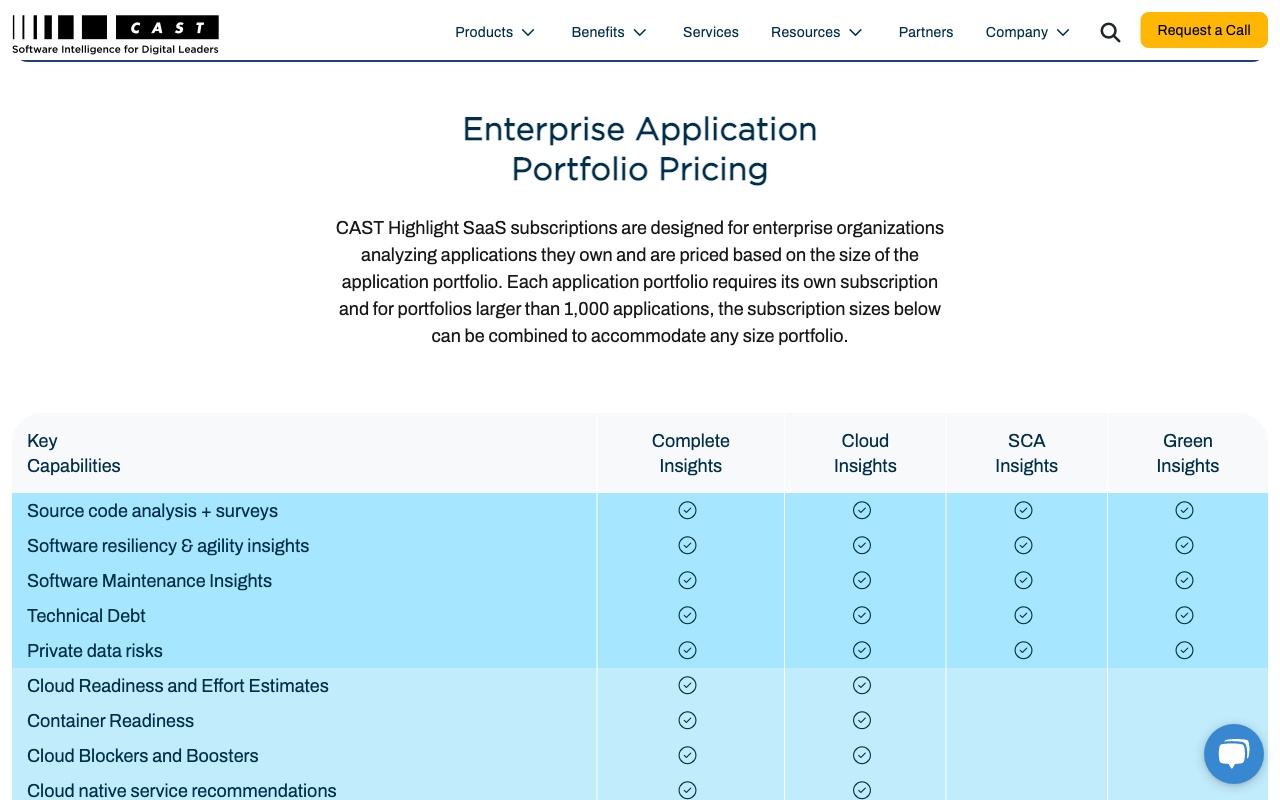 CAST
Software Intelligence for Digital Leaders
Products
Benefits
Services
Resources
Partners
Company
Request a Call
Enterprise Application
Portfolio Pricing
CAST Highlight SaaS subscriptions are designed for enterprise organizations
analyzing applications they own and are priced based on the size of the
application portfolio. Each application portfolio requires its own subscription
and for portfolios larger than 1,000 applications, the subscription sizes below
can be combined to accommodate any size portfolio.
Key
Capabilities
Complete
Insights
Cloud
Insights
SCA
Insights
Green
Insights
Source code analysis + surveys
Software resiliency & agility insights
Software Maintenance Insights
Technical Debt
Private data risks
Cloud Readiness and Effort Estimates
Container Readiness
Cloud Blockers and Boosters
Cloud native service recommendations